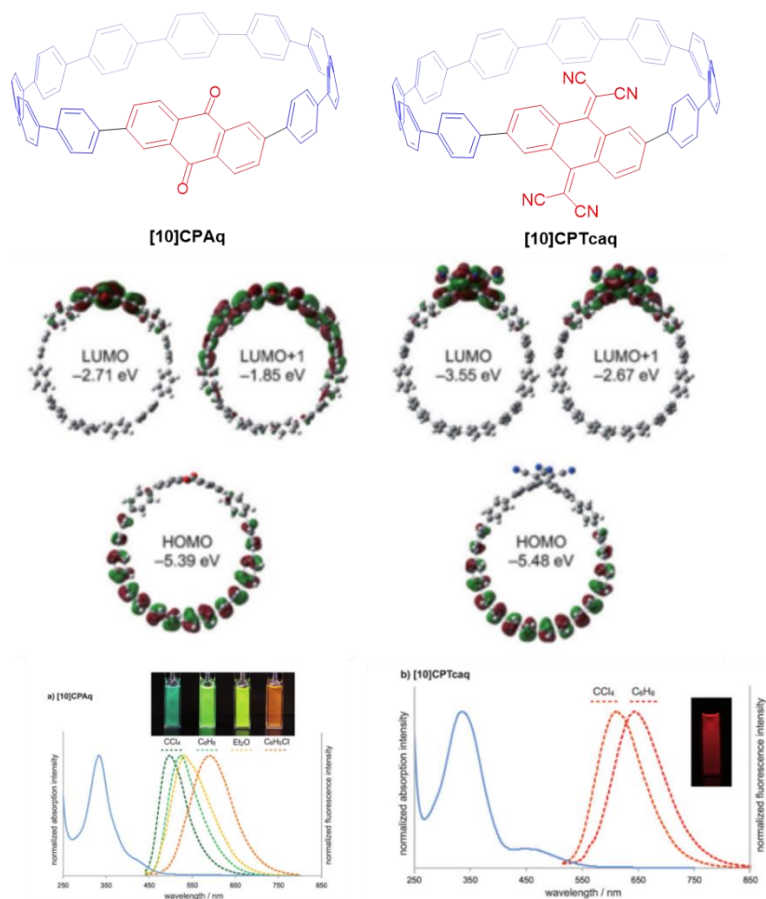 O
O
CN
NC
CN
NC
CN
NC
[10]CPAq
[10]CPTcaq
LUMO
−2.71 eV
LUMO+1
−1.85 eV
LUMO
−3.55 eV
LUMO+1
−2.67 eV
HOMO
−5.39 eV
HOMO
−5.48 eV
a) [10]CPAq
CCl₄ C₆H₆ Et₂O C₆H₅Cl
normalized absorption intensity
normalized fluorescence intensity
250 350 450 550 650 750 850
wavelength / nm
b) [10]CPTcaq
CCl₄ C₆H₆
normalized absorption intensity
normalized fluorescence intensity
250 350 450 550 650 750 850
wavelength / nm